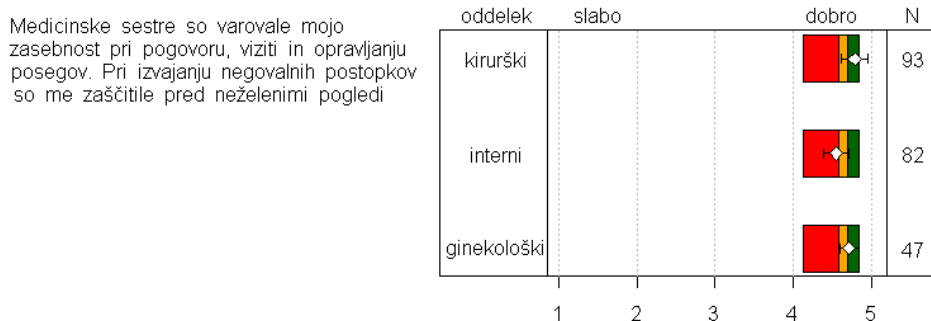 Medicinske sestre so varovale mojo
zasebnost pri pogovoru, viziti in opravljanju
posegov. Pri izvajanju negovalnih postopkov
so me zaščitile pred neželenimi pogledi
oddelek slabo dobro N
kirurški 93
interni 82
ginekološki 47
1 2 3 4 5